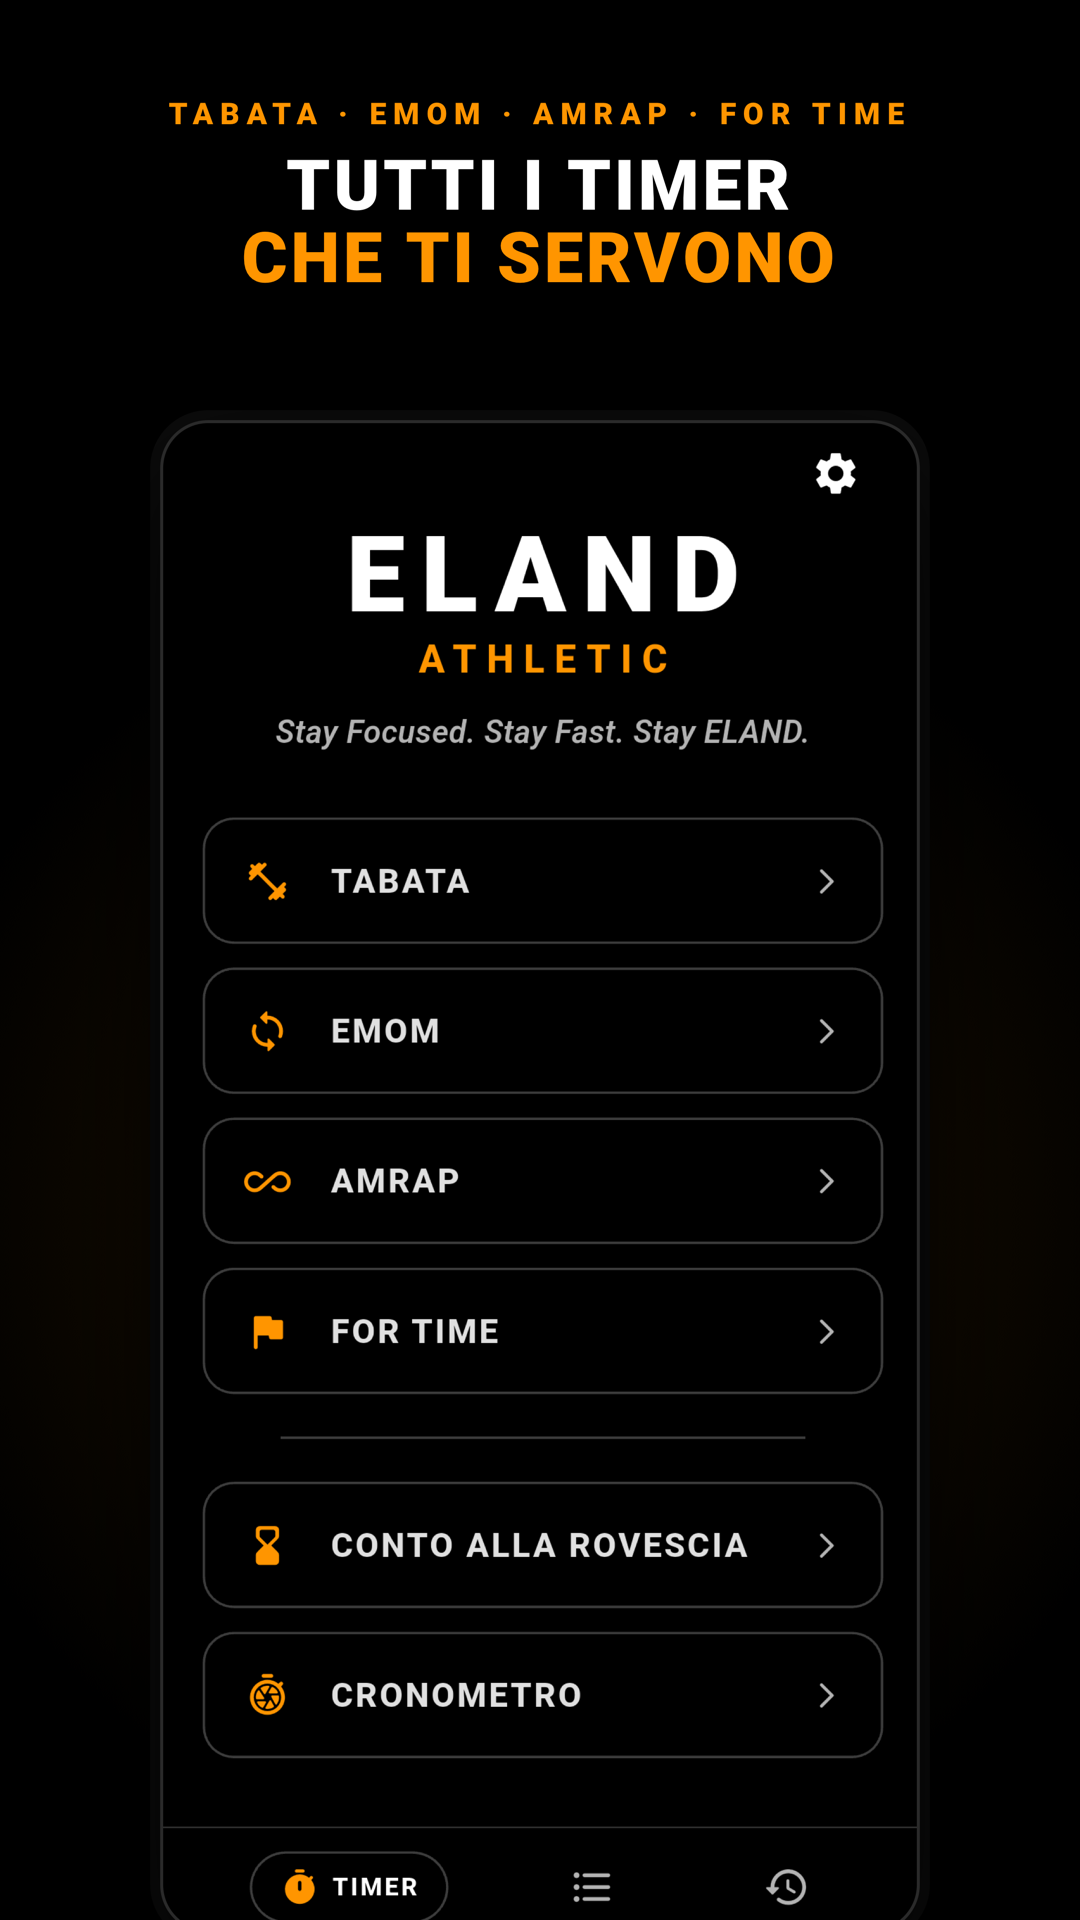 TABATA · EMOM · AMRAP · FOR TIME
TUTTI I TIMER
CHE TI SERVONO
ELAND
ATHLETIC
Stay Focused. Stay Fast. Stay ELAND.
TABATA
EMOM
AMRAP
FOR TIME
CONTO ALLA ROVESCIA
CRONOMETRO
TIMER